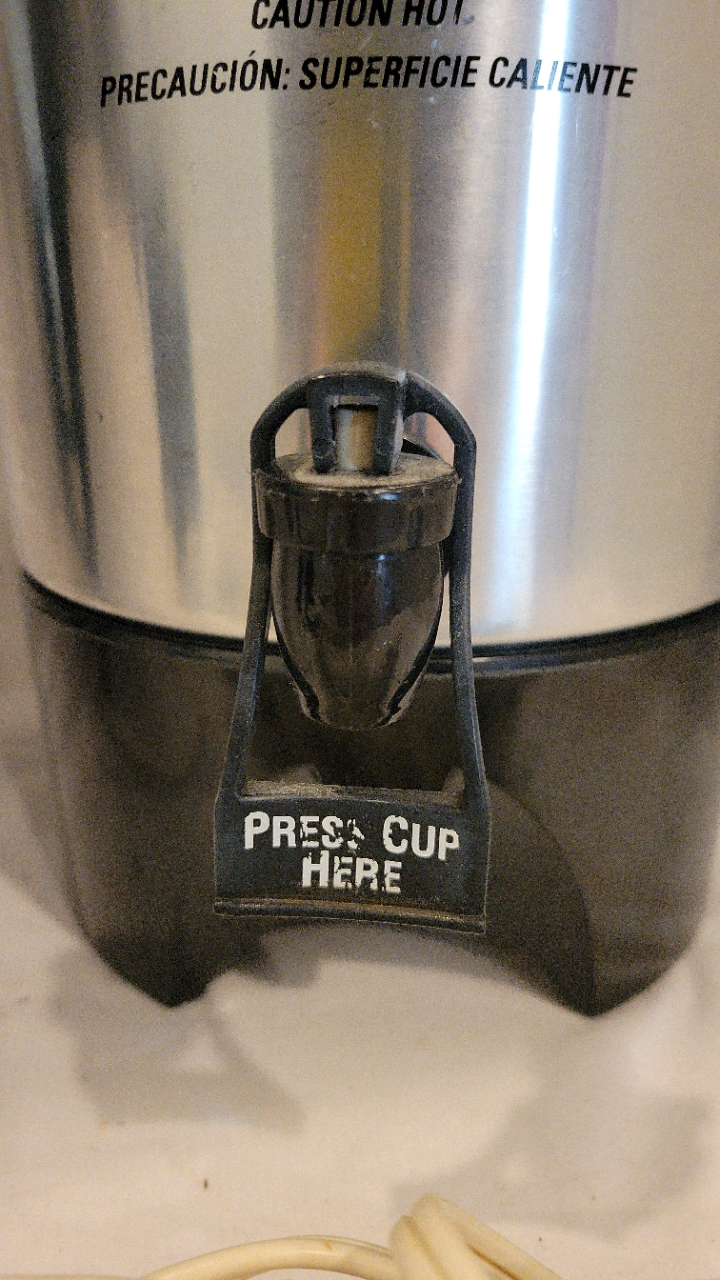 CAUTION HOT.
PRECAUCIÓN: SUPERFICIE CALIENTE
PRESS CUP
HERE